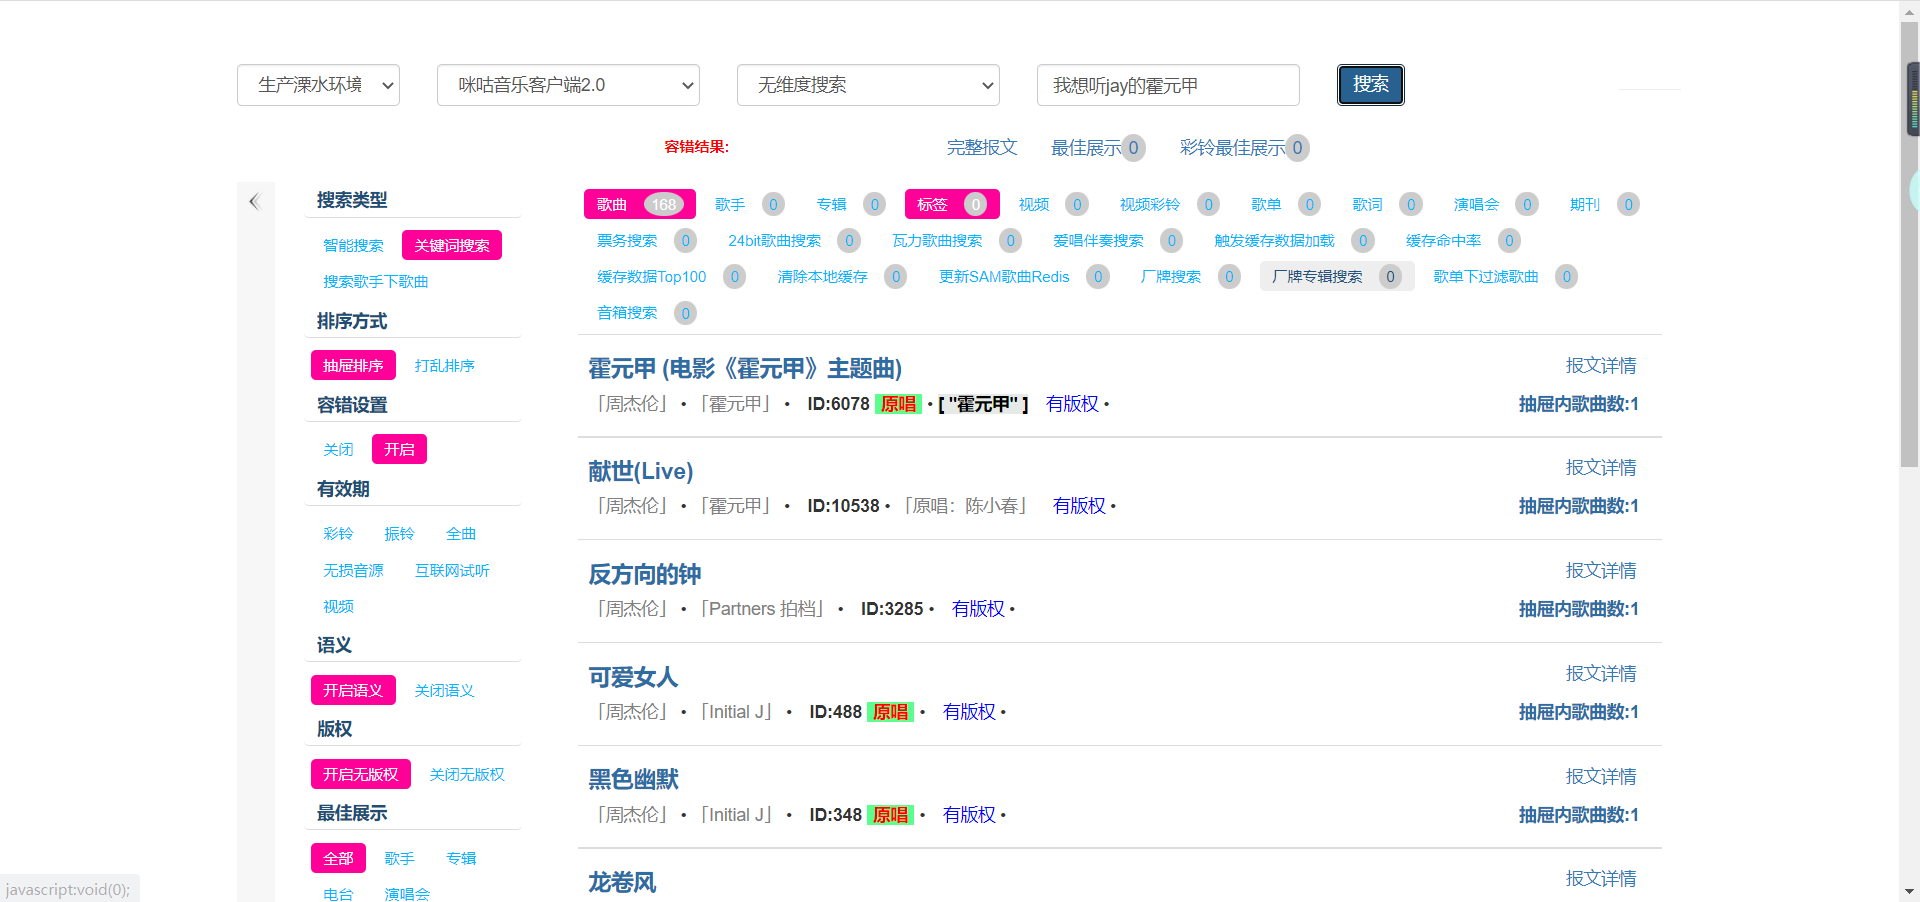 生产溧水环境 咪咕音乐客户端2.0 无维度搜索 我想听jay的霍元甲 搜索
容错结果: 完整报文 最佳展示 0 彩铃最佳展示 0
搜索类型
智能搜索 关键词搜索
搜索歌手下歌曲
排序方式
抽屉排序 打乱排序
容错设置
关闭 开启
有效期
彩铃 振铃 全曲
无损音源 互联网试听
视频
语义
开启语义 关闭语义
版权
开启无版权 关闭无版权
最佳展示
全部 歌手 专辑
电台 演唱会
歌曲 168 歌手 0 专辑 0 标签 0 视频 0 视频彩铃 0 歌单 0 歌词 0 演唱会 0 期刊 0
票务搜索 0 24bit歌曲搜索 0 瓦力歌曲搜索 0 爱唱伴奏搜索 0 触发缓存数据加载 0 缓存命中率 0
缓存数据Top100 0 清除本地缓存 0 更新SAM歌曲Redis 0 厂牌搜索 0 厂牌专辑搜索 0 歌单下过滤歌曲 0
音箱搜索 0
霍元甲 (电影《霍元甲》主题曲) 报文详情
「周杰伦」 • 「霍元甲」 • ID:6078 原唱 • [ "霍元甲" ] 有版权 • 抽屉内歌曲数:1
献世(Live) 报文详情
「周杰伦」 • 「霍元甲」 • ID:10538 • 「原唱：陈小春」 有版权 • 抽屉内歌曲数:1
反方向的钟 报文详情
「周杰伦」 • 「Partners 拍档」 • ID:3285 • 有版权 • 抽屉内歌曲数:1
可爱女人 报文详情
「周杰伦」 • 「Initial J」 • ID:488 原唱 • 有版权 • 抽屉内歌曲数:1
黑色幽默 报文详情
「周杰伦」 • 「Initial J」 • ID:348 原唱 • 有版权 • 抽屉内歌曲数:1
龙卷风 报文详情
javascript:void(0);